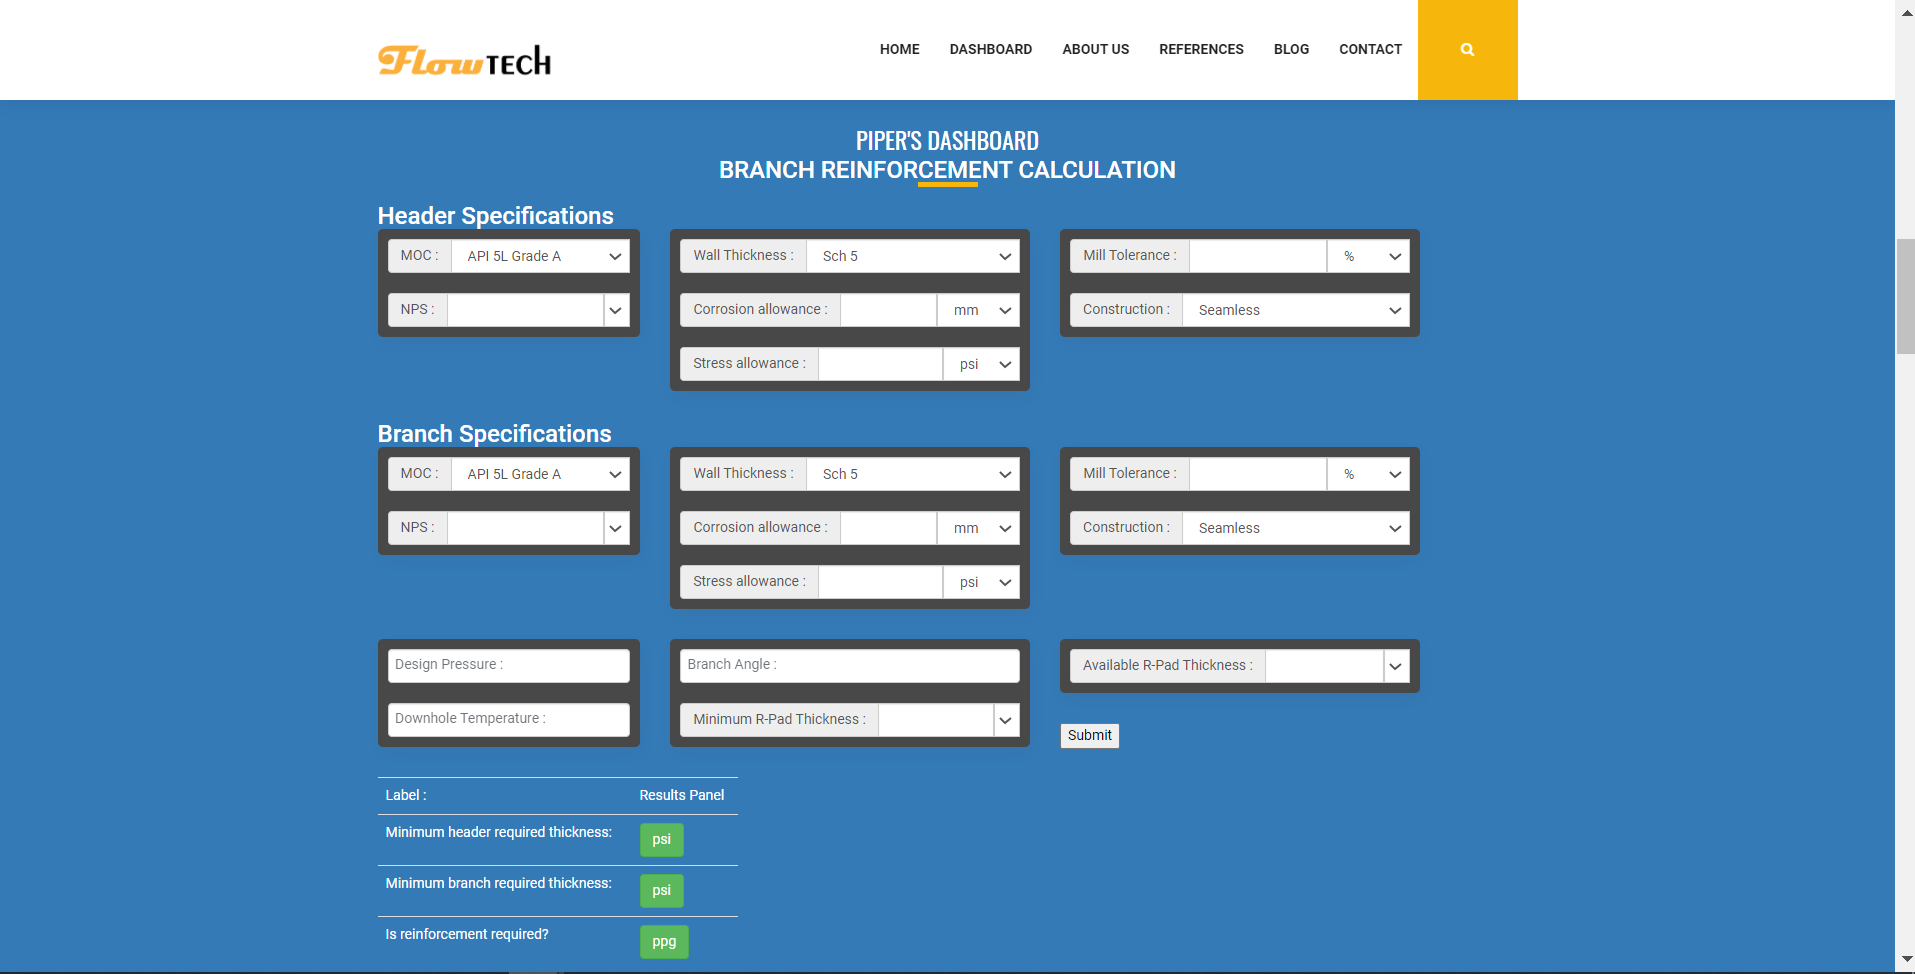 FlowTECH
HOME DASHBOARD ABOUT US REFERENCES BLOG CONTACT
PIPER'S DASHBOARD
BRANCH REINFORCEMENT CALCULATION
Header Specifications
MOC : API 5L Grade A
Wall Thickness : Sch 5
Mill Tolerance : %
NPS :
Corrosion allowance : mm
Construction : Seamless
Stress allowance : psi
Branch Specifications
MOC : API 5L Grade A
Wall Thickness : Sch 5
Mill Tolerance : %
NPS :
Corrosion allowance : mm
Construction : Seamless
Stress allowance : psi
Design Pressure :
Branch Angle :
Available R-Pad Thickness :
Downhole Temperature :
Minimum R-Pad Thickness :
Submit
Label : Results Panel
Minimum header required thickness: psi
Minimum branch required thickness: psi
Is reinforcement required? ppg